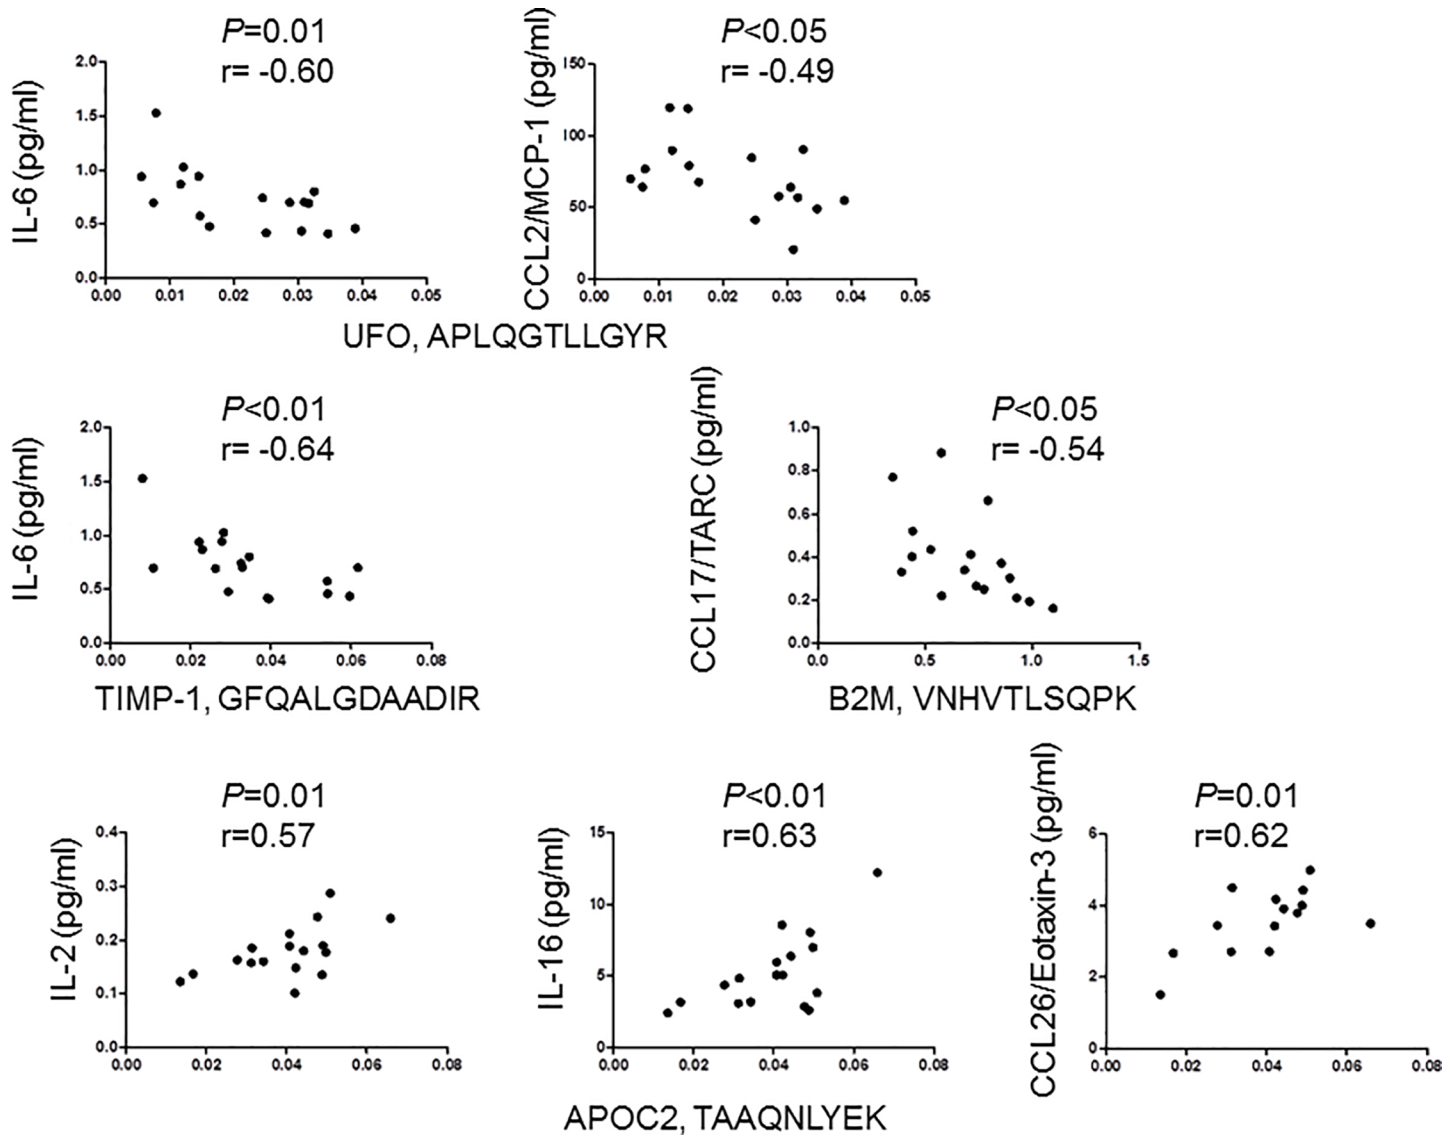 P=0.01
r= -0.60
IL-6 (pg/ml)
2.0
1.5
1.0
0.5
0.0
0.00 0.01 0.02 0.03 0.04 0.05
P<0.05
r= -0.49
CCL2/MCP-1 (pg/ml)
150
100
50
0
0.00 0.01 0.02 0.03 0.04 0.05
UFO, APLQGTLLGYR
P<0.01
r= -0.64
IL-6 (pg/ml)
2.0
1.5
1.0
0.5
0.0
0.00 0.02 0.04 0.06 0.08
TIMP-1, GFQALGDAADIR
P<0.05
r= -0.54
CCL17/TARC (pg/ml)
1.0
0.8
0.6
0.4
0.2
0.0
0.0 0.5 1.0 1.5
B2M, VNHVTLSQPK
P=0.01
r=0.57
IL-2 (pg/ml)
0.4
0.3
0.2
0.1
0.0
0.00 0.02 0.04 0.06 0.08
P<0.01
r=0.63
IL-16 (pg/ml)
15
10
5
0
0.00 0.02 0.04 0.06 0.08
P=0.01
r=0.62
CCL26/Eotaxin-3 (pg/ml)
6
4
2
0
0.00 0.02 0.04 0.06 0.08
APOC2, TAAQNLYEK